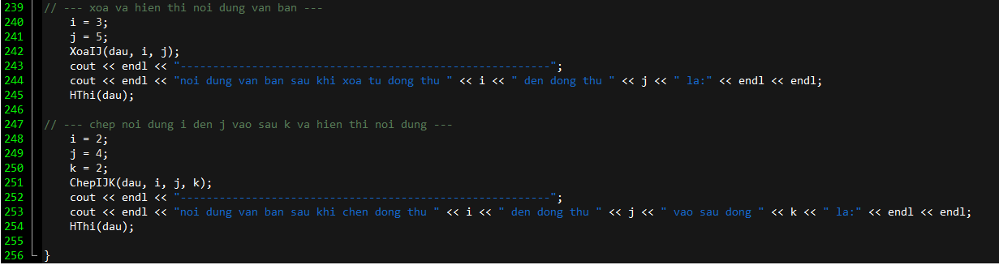 239 // --- xoa va hien thi noi dung van ban ---
240 i = 3;
241 j = 5;
242 XoaIJ(dau, i, j);
243 cout << endl << "---------------------------------------------------------";
244 cout << endl << "noi dung van ban sau khi xoa tu dong thu " << i << " den dong thu " << j << " la:" << endl << endl;
245 HThi(dau);
246
247 // --- chep noi dung i den j vao sau k va hien thi noi dung ---
248 i = 2;
249 j = 4;
250 k = 2;
251 ChepIJK(dau, i, j, k);
252 cout << endl << "---------------------------------------------------------";
253 cout << endl << "noi dung van ban sau khi chen dong thu " << i << " den dong thu " << j << " vao sau dong " << k << " la:" << endl << endl;
254 HThi(dau);
255
256 }